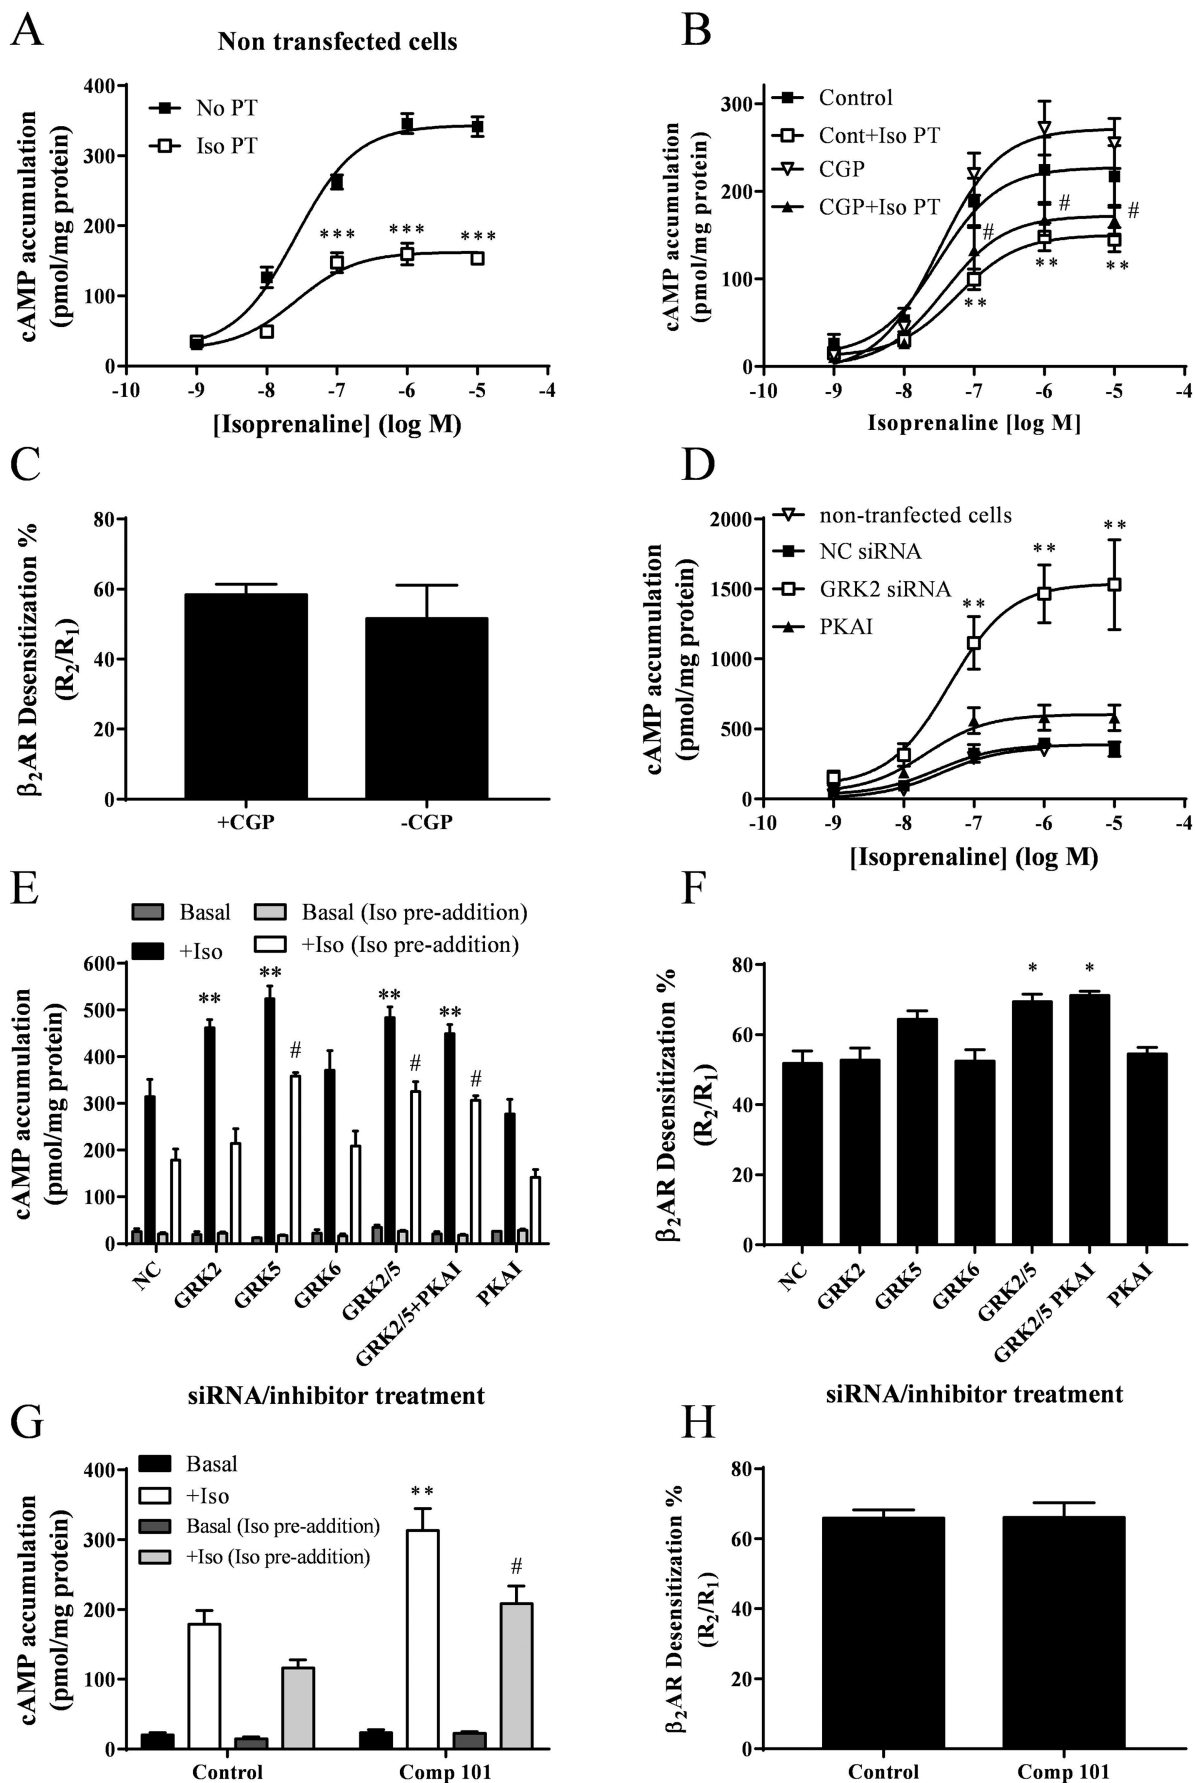 A
Non transfected cells
cAMP accumulation
(pmol/mg protein)
400
300
200
100
0
No PT
Iso PT
***
***
***
-10
-9
-8
-7
-6
-5
-4
[Isoprenaline] (log M)
B
cAMP accumulation
(pmol/mg protein)
300
200
100
0
Control
Cont+Iso PT
CGP
CGP+Iso PT
#
#
#
**
**
**
-10
-9
-8
-7
-6
-5
-4
Isoprenaline [log M]
C
β2AR Desensitization %
(R2/R1)
80
60
40
20
0
+CGP
-CGP
D
cAMP accumulation
(pmol/mg protein)
2000
1500
1000
500
0
non-tranfected cells
NC siRNA
GRK2 siRNA
PKAI
**
**
**
-10
-9
-8
-7
-6
-5
-4
[Isoprenaline] (log M)
E
Basal
+Iso
Basal (Iso pre-addition)
+Iso (Iso pre-addition)
cAMP accumulation
(pmol/mg protein)
600
500
400
300
200
100
0
**
**
#
**
#
**
#
NC
GRK2
GRK5
GRK6
GRK2/5
GRK2/5+PKAI
PKAI
siRNA/inhibitor treatment
F
β2AR Desensitization %
(R2/R1)
80
60
40
20
0
*
*
NC
GRK2
GRK5
GRK6
GRK2/5
GRK2/5 PKAI
PKAI
siRNA/inhibitor treatment
G
cAMP accumulation
(pmol/mg protein)
400
300
200
100
0
Basal
+Iso
Basal (Iso pre-addition)
+Iso (Iso pre-addition)
**
#
Control
Comp 101
H
β2AR Desensitization %
(R2/R1)
80
60
40
20
0
Control
Comp 101